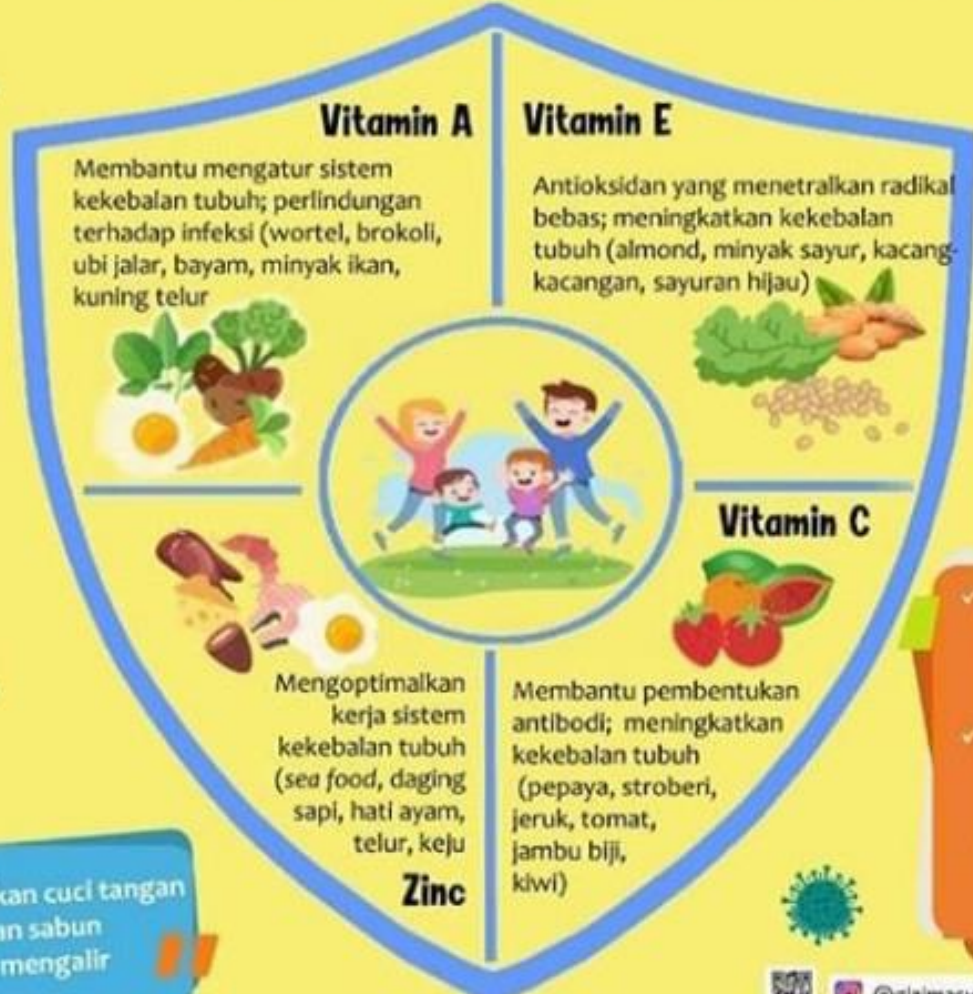 Vitamin A
Membantu mengatur sistem
kekebalan tubuh; perlindungan
terhadap infeksi (wortel, brokoli,
ubi jalar, bayam, minyak ikan,
kuning telur
Vitamin E
Antioksidan yang menetralkan radikal
bebas; meningkatkan kekebalan
tubuh (almond, minyak sayur, kacang-
kacangan, sayuran hijau)
Mengoptimalkan
kerja sistem
kekebalan tubuh
(sea food, daging
sapi, hati ayam,
telur, keju
Zinc
Vitamin C
Membantu pembentukan
antibodi; meningkatkan
kekebalan tubuh
(pepaya, stroberi,
jeruk, tomat,
jambu biji,
kiwi)
kan cuci tangan
an sabun
mengalir